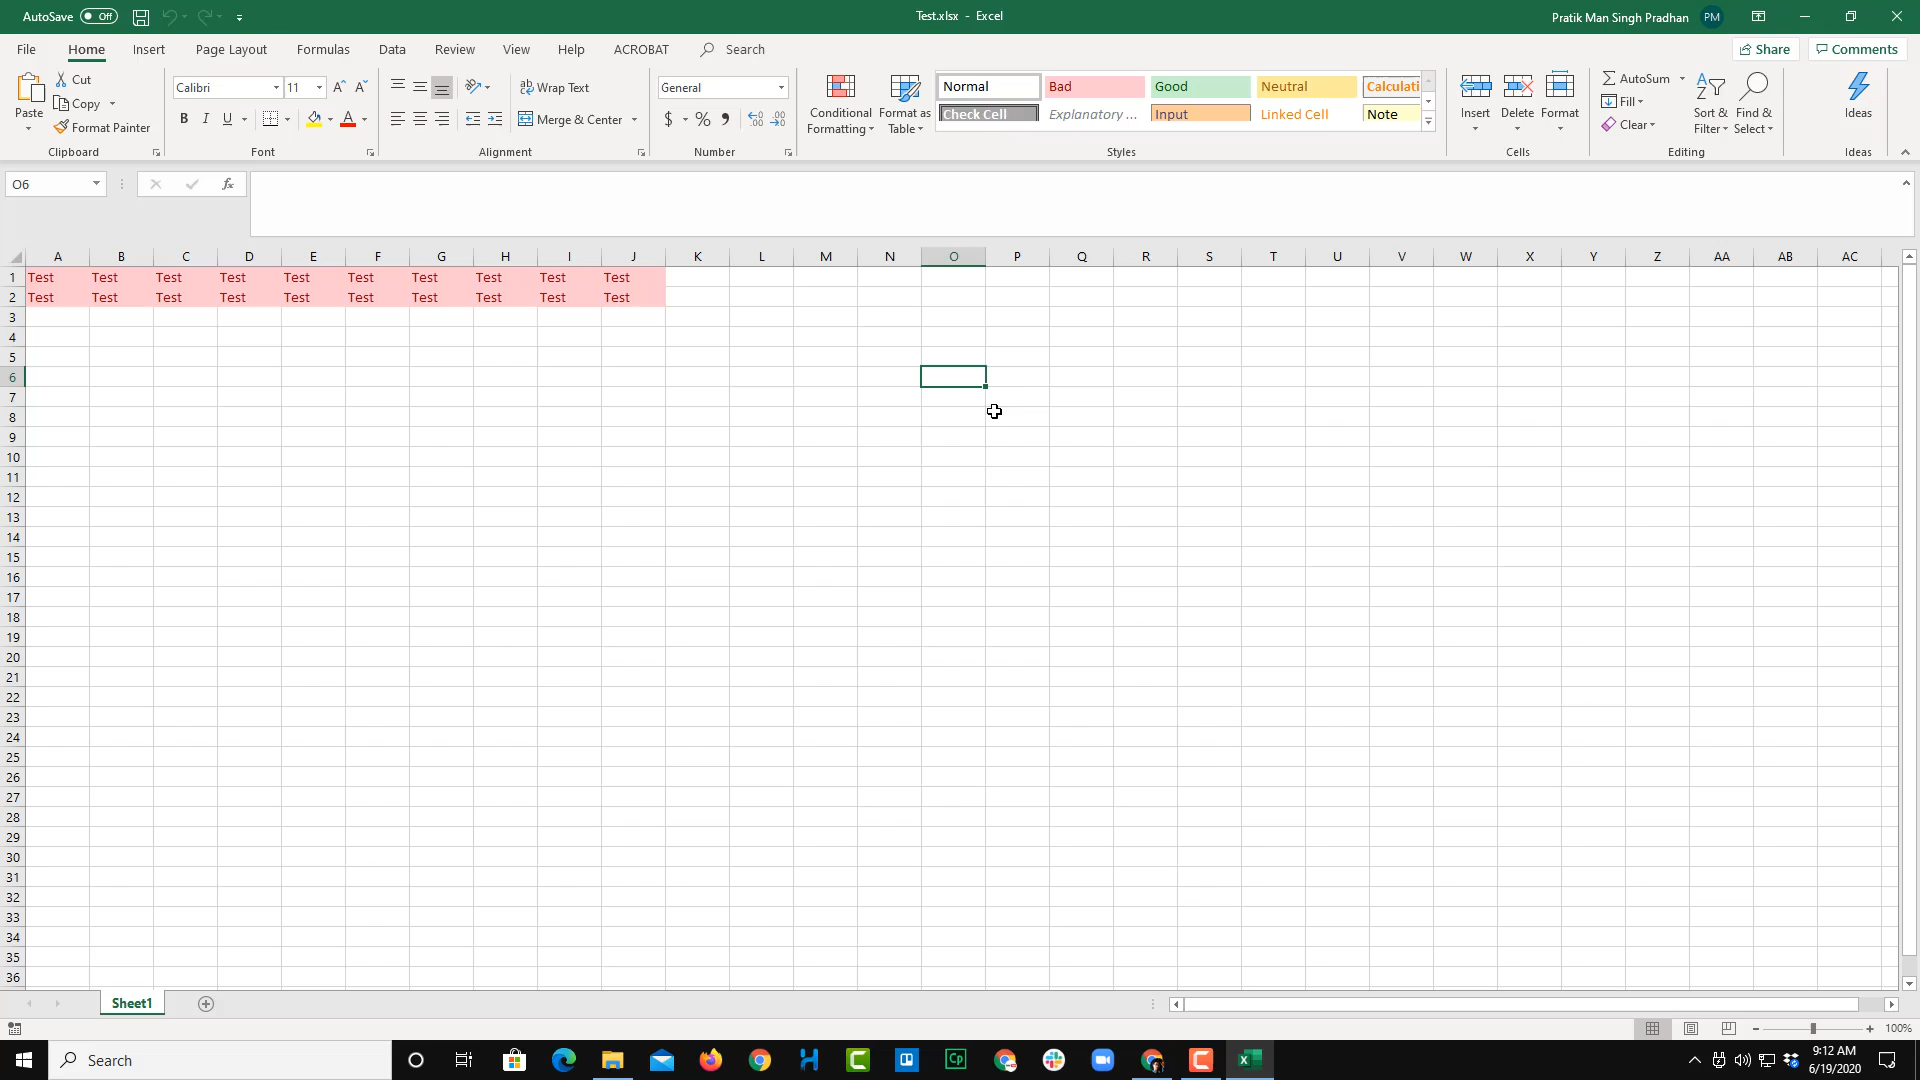 AutoSave Off Test.xlsx - Excel Pratik Man Singh Pradhan PM
File Home Insert Page Layout Formulas Data Review View Help ACROBAT Search Share Comments
Paste
Cut
Copy
Format Painter
Clipboard
Calibri 11
B I U
Font
Wrap Text
Merge & Center
Alignment
General
$ % ,
Number
Conditional Formatting
Format as Table
Normal Bad Good Neutral Calculati
Check Cell Explanatory ... Input Linked Cell Note
Styles
Insert Delete Format
Cells
AutoSum
Fill
Clear
Sort & Filter
Find & Select
Editing
Ideas
Ideas
O6 fx
A B C D E F G H I J K L M N O P Q R S T U V W X Y Z AA AB AC
1 Test Test Test Test Test Test Test Test Test Test
2 Test Test Test Test Test Test Test Test Test Test
3
4
5
6
7
8
9
10
11
12
13
14
15
16
17
18
19
20
21
22
23
24
25
26
27
28
29
30
31
32
33
34
35
36
Sheet1
100%
Search
9:12 AM
6/19/2020